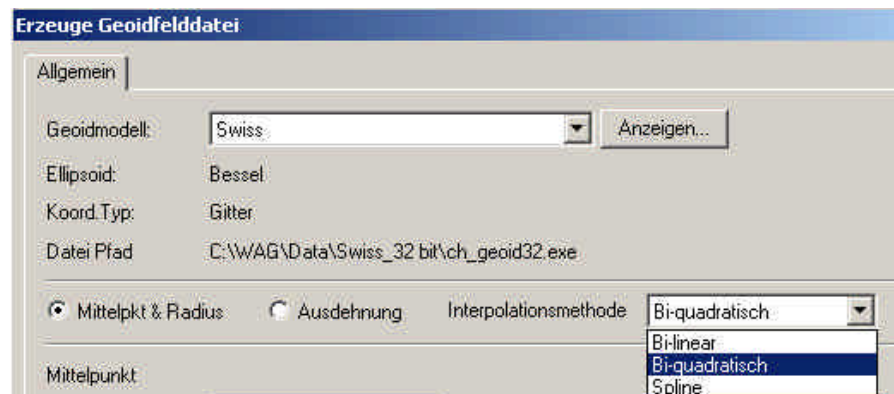 Erzeuge Geoidfelddatei
Allgemein
Geoidmodell: Swiss Anzeigen...
Ellipsoid: Bessel
Koord.Typ: Gitter
Datei Pfad C:\WAG\Data\Swiss_32 bit\ch_geoid32.exe
Mittelpkt & Radius Ausdehnung Interpolationsmethode Bi-quadratisch
Bi-linear
Bi-quadratisch
Spline
Mittelpunkt